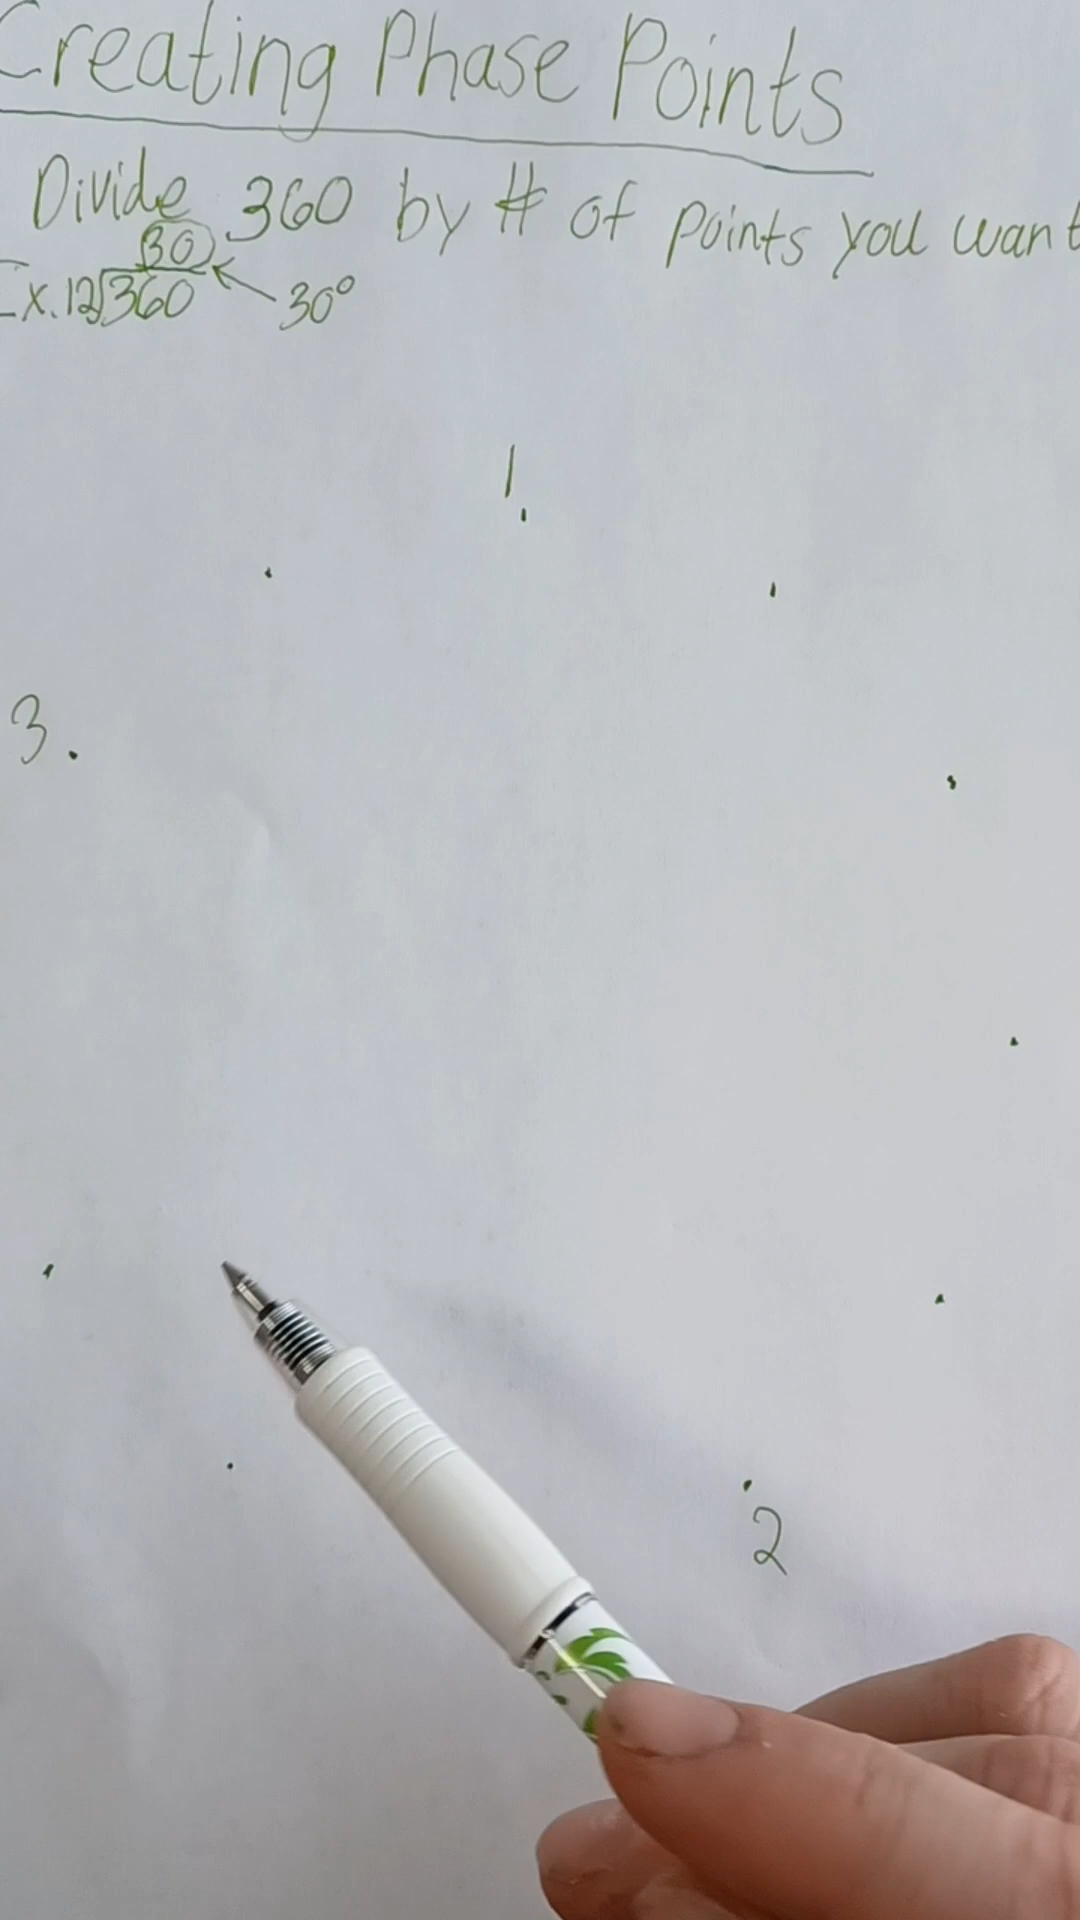 Creating Phase Points
Divide 360 by # of points you want
30
Ex. 12)360 30°
1
3
2